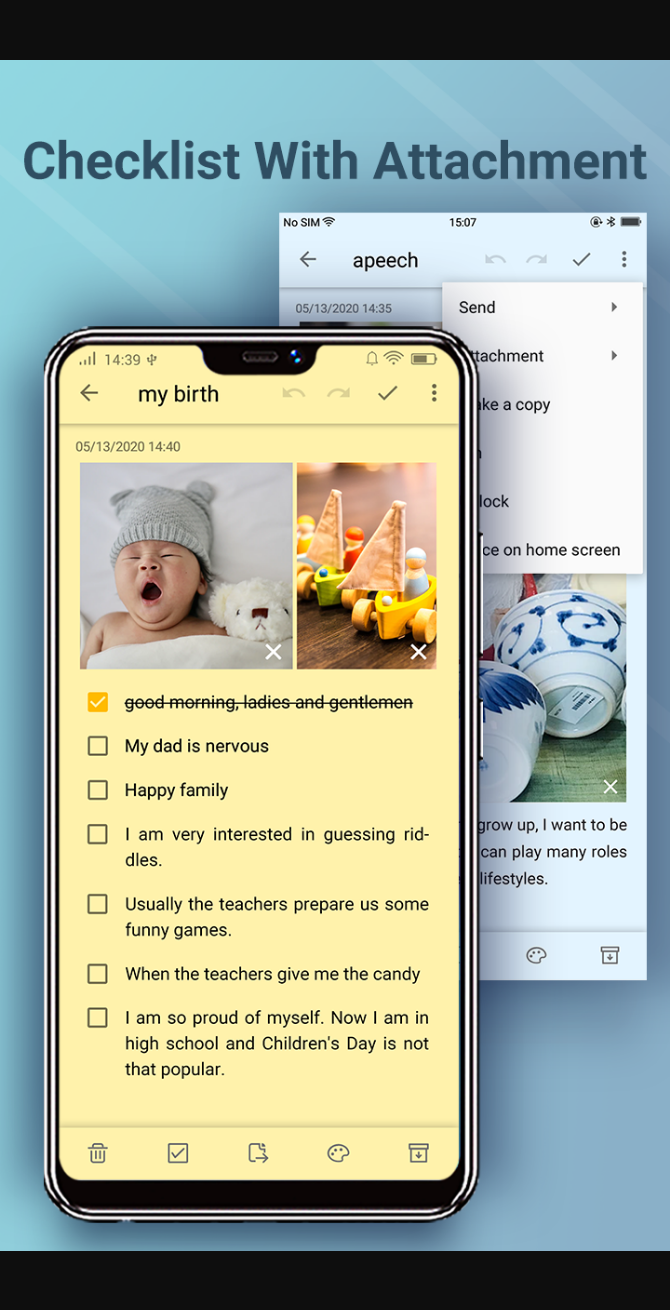 Checklist With Attachment
No SIM 15:07
apeech
05/13/2020 14:35
Send
ttachment
ke a copy
lock
ce on home screen
grow up, I want to be
can play many roles
lifestyles.
14:39
my birth
05/13/2020 14:40
good morning, ladies and gentlemen
My dad is nervous
Happy family
I am very interested in guessing rid-
dles.
Usually the teachers prepare us some
funny games.
When the teachers give me the candy
I am so proud of myself. Now I am in
high school and Children's Day is not
that popular.